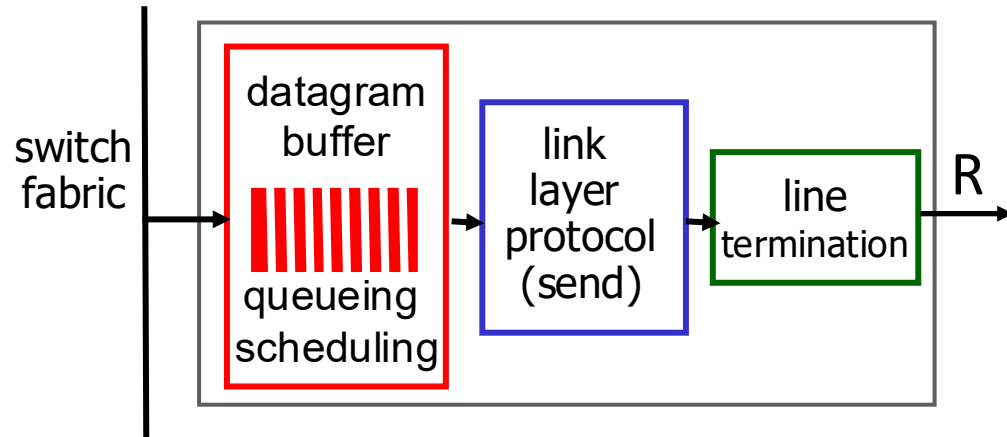 switch
fabric
datagram
buffer
queueing
scheduling
link
layer
protocol
(send)
line
termination
R